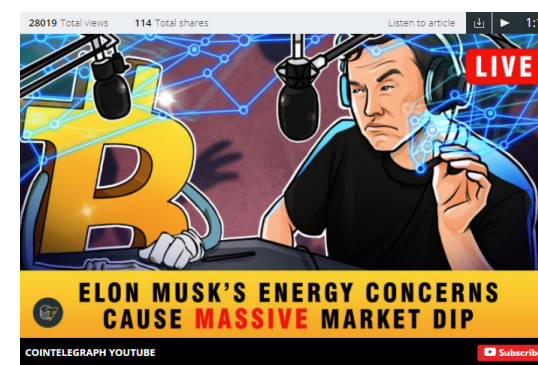 28019 Total views 114 Total shares Listen to article
LIVE
ELON MUSK'S ENERGY CONCERNS
CAUSE MASSIVE MARKET DIP
COINTELEGRAPH YOUTUBE Subscrib